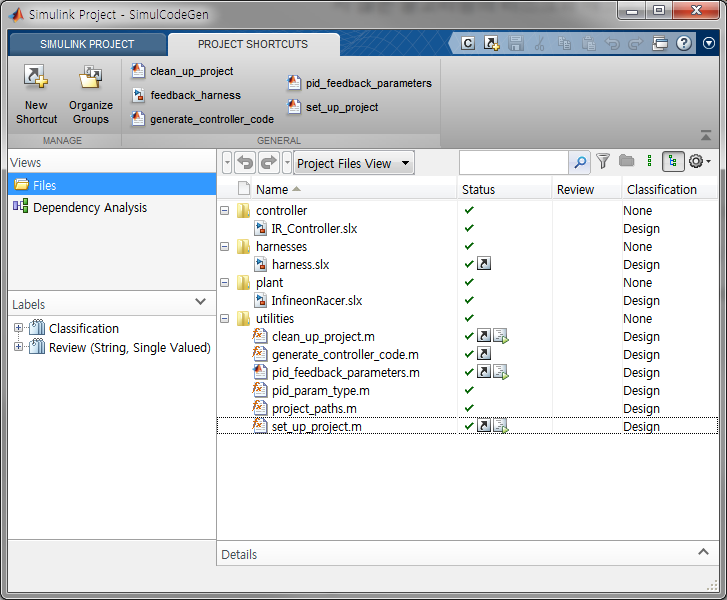 Simulink Project - SimulCodeGen
SIMULINK PROJECT
PROJECT SHORTCUTS
New Shortcut
Organize Groups
MANAGE
clean_up_project
feedback_harness
generate_controller_code
pid_feedback_parameters
set_up_project
GENERAL
Views
Files
Dependency Analysis
Labels
Classification
Review (String, Single Valued)
Project Files View
Name Status Review Classification
controller None
IR_Controller.slx Design
harnesses None
harness.slx Design
plant None
InfineonRacer.slx Design
utilities None
clean_up_project.m Design
generate_controller_code.m Design
pid_feedback_parameters.m Design
pid_param_type.m Design
project_paths.m Design
set_up_project.m Design
Details